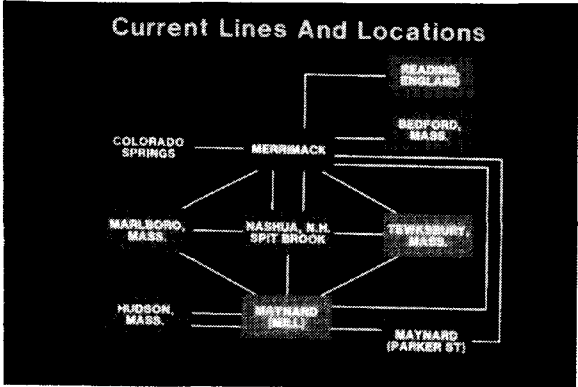 Current Lines And Locations
READING,
ENGLAND
BEDFORD,
MASS.
COLORADO
SPRINGS
MERRIMACK
MARLBORO,
MASS.
NASHUA, N.H.
SPIT BROOK
TEWKSBURY,
MASS.
HUDSON,
MASS.
MAYNARD
(MILL)
MAYNARD
(PARKER ST)